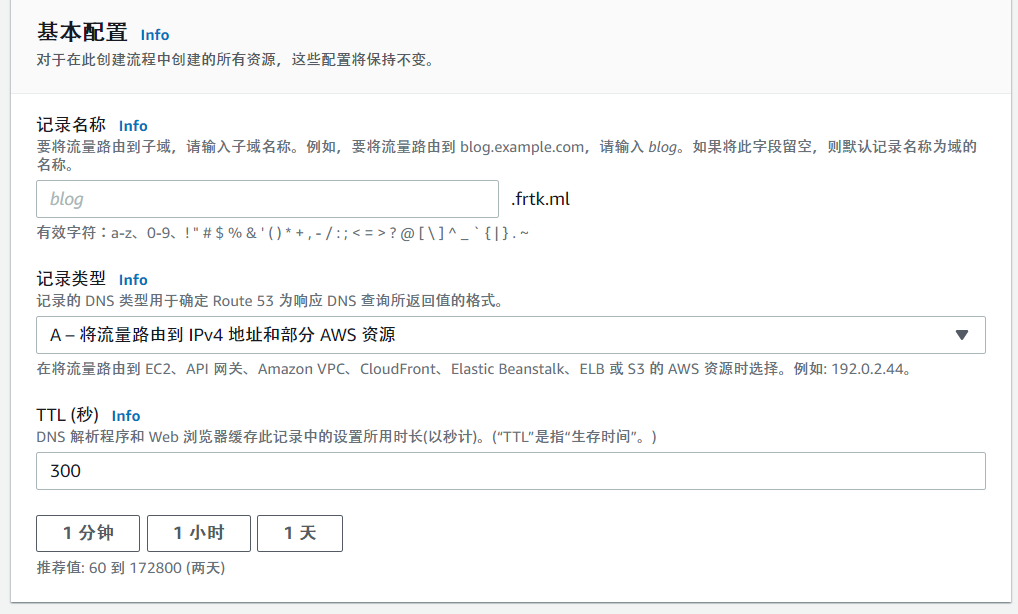 基本配置 Info
对于在此创建流程中创建的所有资源，这些配置将保持不变。
记录名称 Info
要将流量路由到子域，请输入子域名称。例如，要将流量路由到 blog.example.com，请输入 blog。如果将此字段留空，则默认记录名称为域的
名称。
blog .frtk.ml
有效字符：a-z、0-9、! " # $ % & ' ( ) * + , - / : ; < = > ? @ [ \ ] ^ _ ` { | } . ~
记录类型 Info
记录的 DNS 类型用于确定 Route 53 为响应 DNS 查询所返回值的格式。
A – 将流量路由到 IPv4 地址和部分 AWS 资源
在将流量路由到 EC2、API 网关、Amazon VPC、CloudFront、Elastic Beanstalk、ELB 或 S3 的 AWS 资源时选择。例如: 192.0.2.44。
TTL (秒) Info
DNS 解析程序和 Web 浏览器缓存此记录中的设置所用时长(以秒计)。(“TTL”是指“生存时间”。)
300
1 分钟 1 小时 1 天
推荐值: 60 到 172800 (两天)